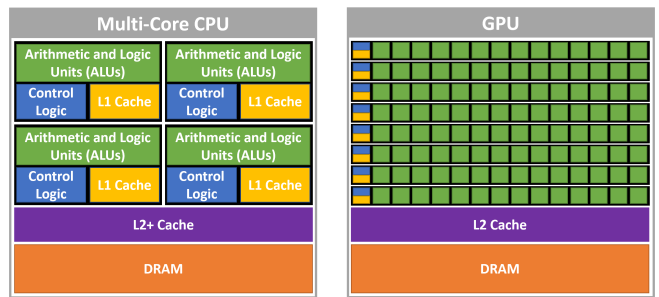 Multi-Core CPU
Arithmetic and Logic
Units (ALUs)
Control
Logic
L1 Cache
Arithmetic and Logic
Units (ALUs)
Control
Logic
L1 Cache
Arithmetic and Logic
Units (ALUs)
Control
Logic
L1 Cache
Arithmetic and Logic
Units (ALUs)
Control
Logic
L1 Cache
L2+ Cache
DRAM
GPU
L2 Cache
DRAM